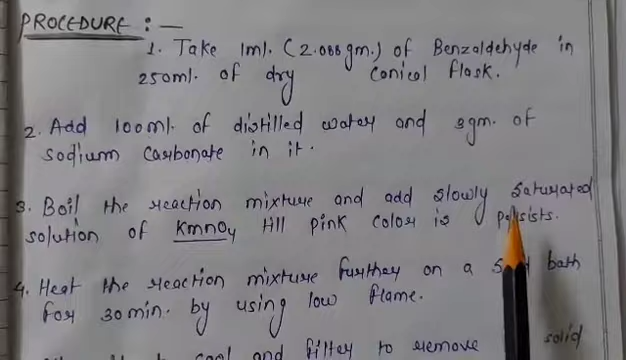 PROCEDURE :-
1. Take 1ml. (2.088gm.) of Benzaldehyde in
250ml. of dry conical flask.
2. Add 100ml. of distilled water and 3gm. of
sodium carbonate in it.
3. Boil the reaction mixture and add slowly saturated
solution of KMnO4 till pink color is persists.
4. Heat the reaction mixture further on a bath
for 30 min. by using low flame.
cool and filter to remove solid